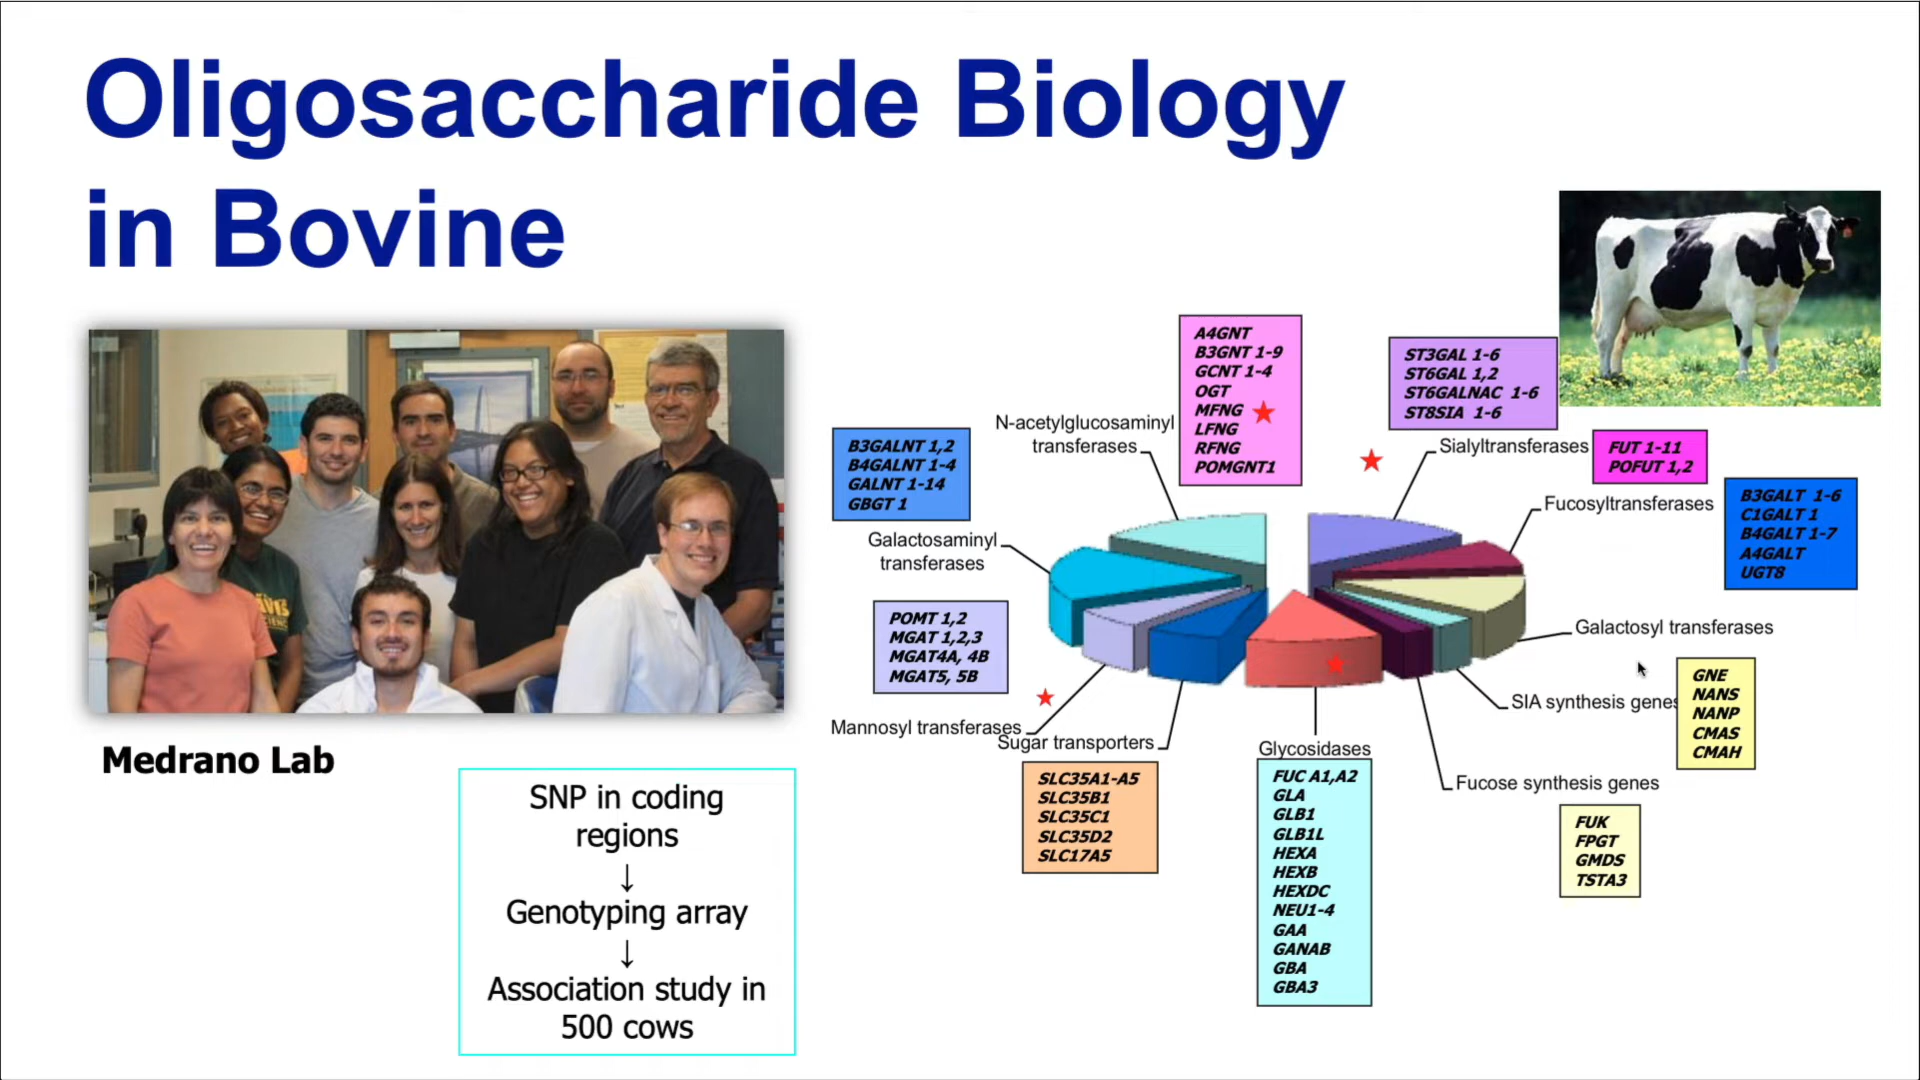 Oligosaccharide Biology
in Bovine
A4GNT
B3GNT 1-9
GCNT 1-4
OGT
MFNG
LFNG
RFNG
POMGNT1
ST3GAL 1-6
ST6GAL 1,2
ST6GALNAC 1-6
ST8SIA 1-6
N-acetylglucosaminyl
transferases
Sialyltransferases
FUT 1-11
POFUT 1,2
B3GALNT 1,2
B4GALNT 1-4
GALNT 1-14
GBGT 1
Fucosyltransferases
B3GALT 1-6
C1GALT 1
B4GALT 1-7
A4GALT
UGT8
Galactosaminyl
transferases
POMT 1,2
MGAT 1,2,3
MGAT4A, 4B
MGAT5, 5B
Galactosyl transferases
GNE
NANS
NANP
CMAS
CMAH
SIA synthesis genes
Mannosyl transferases
Sugar transporters
Glycosidases
Fucose synthesis genes
SLC35A1-A5
SLC35B1
SLC35C1
SLC35D2
SLC17A5
FUC A1,A2
GLA
GLB1
GLB1L
HEXA
HEXB
HEXDC
NEU1-4
GAA
GANAB
GBA
GBA3
FUK
FPGT
GMDS
TSTA3
Medrano Lab
SNP in coding
regions
↓
Genotyping array
↓
Association study in
500 cows